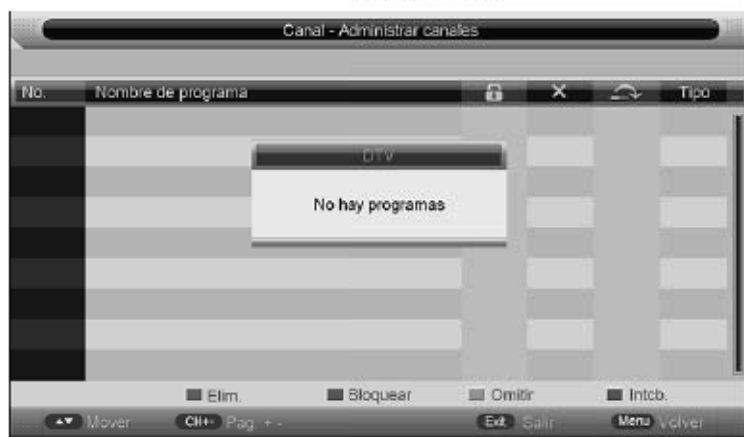 Canal - Administrar canales
No. Nombre de programa Tipo
DTV
No hay programas
Elim. Bloquear Omitir Intcb.
Mover CH+- Pag. + - Exit Salir Menu Volver